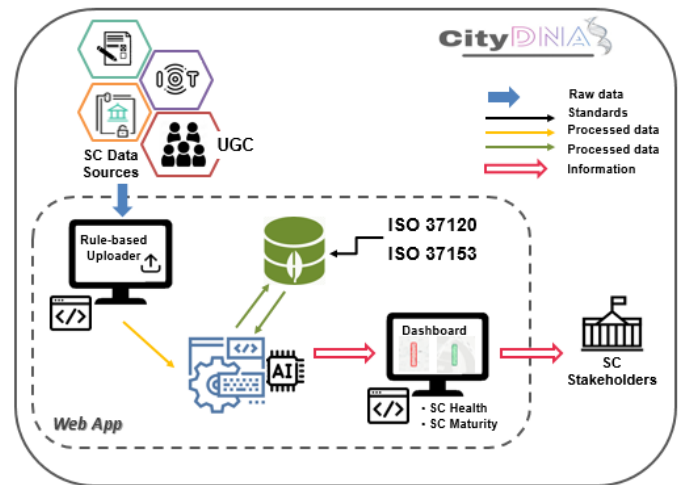 CityDNA
IOT
UGC
SC Data
Sources
Raw data
Standards
Processed data
Processed data
Information
Rule-based
Uploader
</>
ISO 37120
ISO 37153
</>
AI
Dashboard
</>
• SC Health
• SC Maturity
SC
Stakeholders
Web App